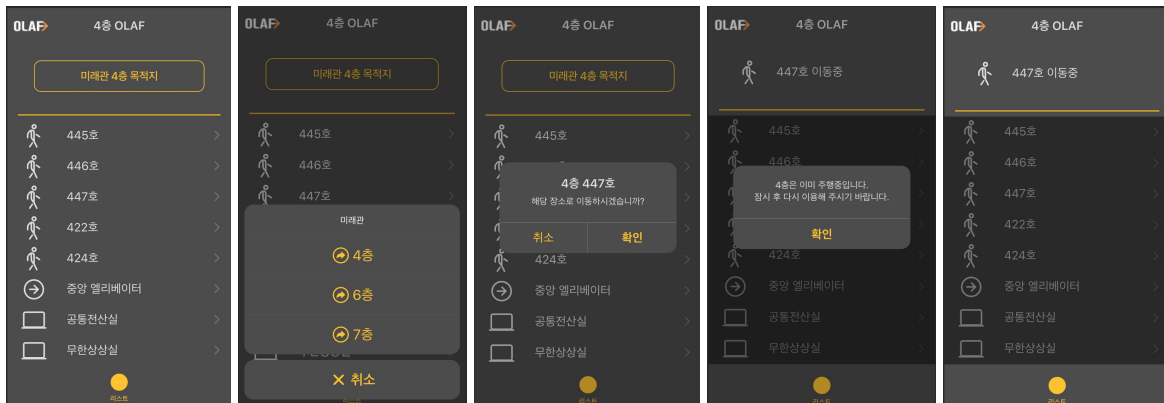 OLAF
4층 OLAF
미래관 4층 목적지
445호
446호
447호
422호
424호
중앙 엘리베이터
공통전산실
무한상상실
리스트
OLAF
4층 OLAF
미래관 4층 목적지
445호
446호
447호
미래관
4층
6층
7층
취소
OLAF
4층 OLAF
미래관 4층 목적지
445호
4층 447호
해당 장소로 이동하시겠습니까?
취소
확인
424호
중앙 엘리베이터
공통전산실
무한상상실
리스트
OLAF
4층 OLAF
447호 이동중
445호
446호
4층은 이미 주행중입니다.
잠시 후 다시 이용해 주시기 바랍니다.
확인
424호
중앙 엘리베이터
공통전산실
무한상상실
리스트
OLAF
4층 OLAF
447호 이동중
445호
446호
447호
422호
424호
중앙 엘리베이터
공통전산실
무한상상실
리스트